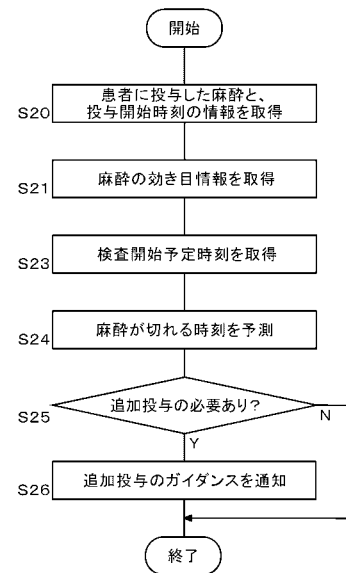 開始
S20
患者に投与した麻酔と、
投与開始時刻の情報を取得
S21
麻酔の効き目情報を取得
S23
検査開始予定時刻を取得
S24
麻酔が切れる時刻を予測
S25
追加投与の必要あり?
N
Y
S26
追加投与のガイダンスを通知
終了